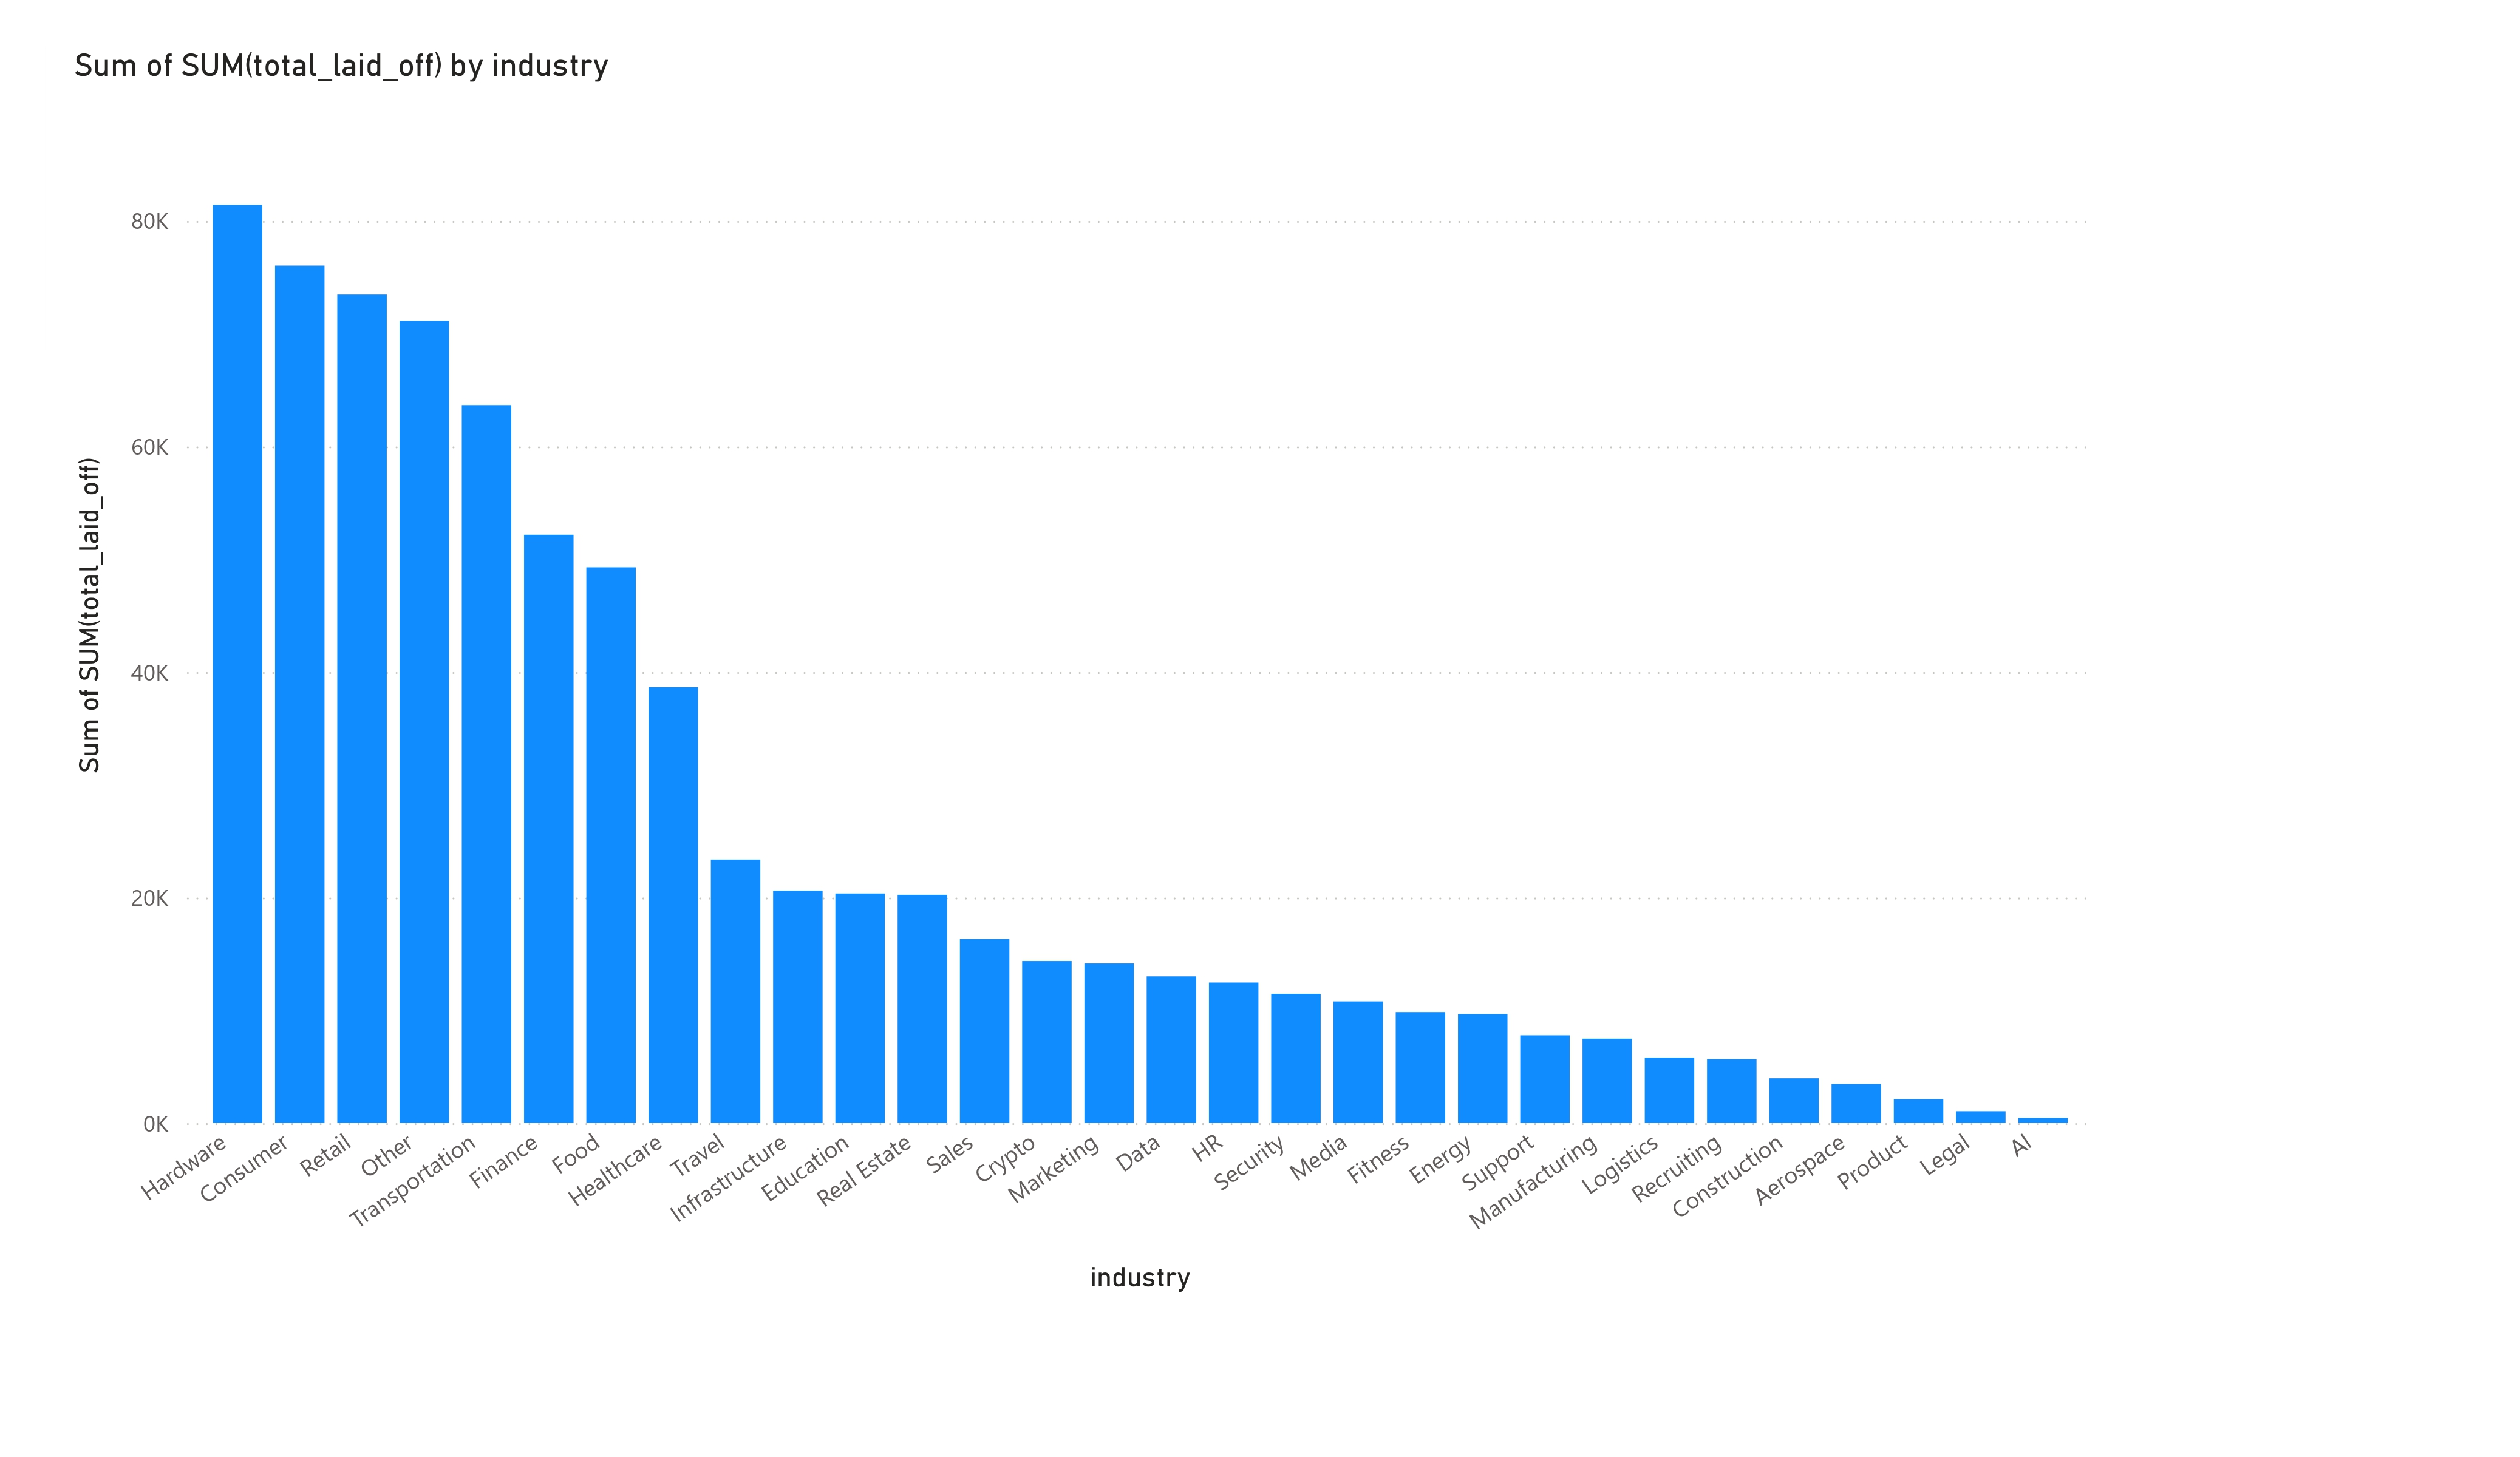 Sum of SUM(total_laid_off) by industry
Sum of SUM(total_laid_off)
80K
60K
40K
20K
0K
Hardware
Consumer
Retail
Other
Transportation
Finance
Food
Healthcare
Travel
Infrastructure
Education
Real Estate
Sales
Crypto
Marketing
Data
HR
Security
Media
Fitness
Energy
Support
Manufacturing
Logistics
Recruiting
Construction
Aerospace
Product
Legal
AI
industry